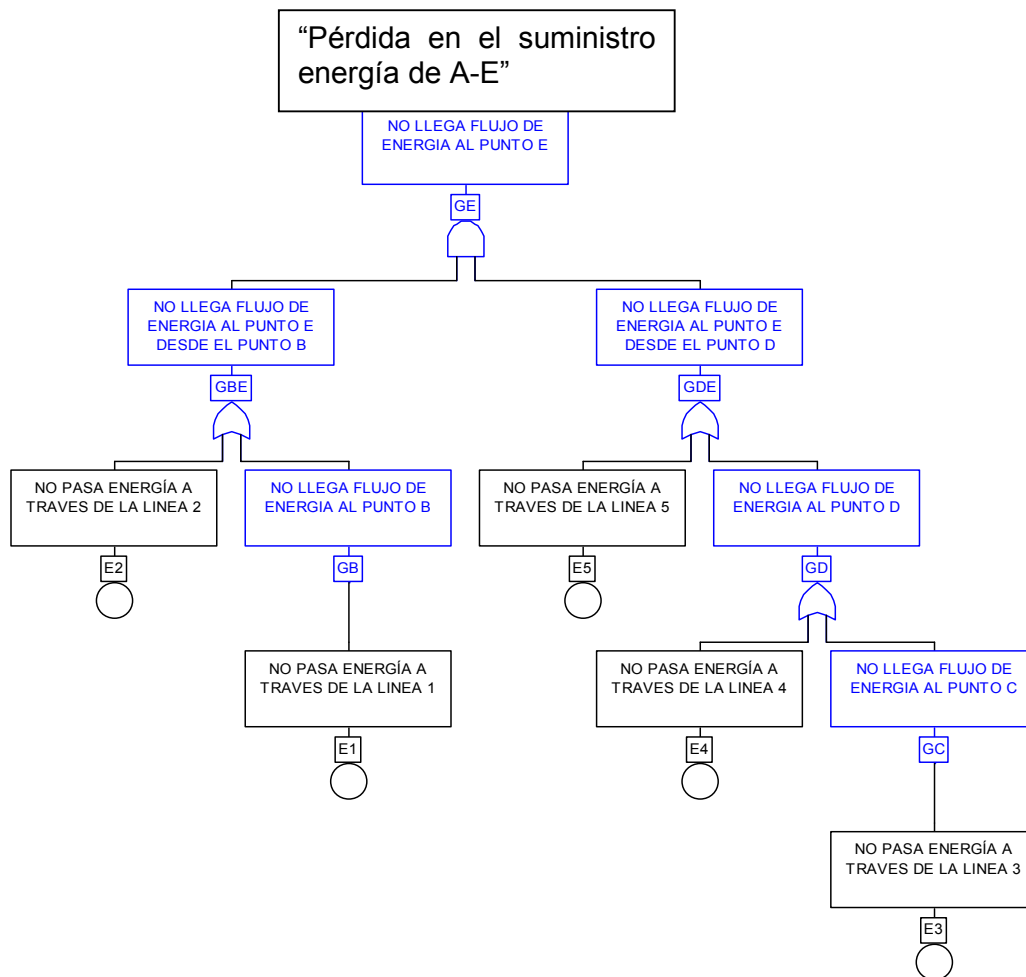 “Pérdida en el suministro
energía de A-E”
NO LLEGA FLUJO DE
ENERGIA AL PUNTO E
GE
NO LLEGA FLUJO DE
ENERGIA AL PUNTO E
DESDE EL PUNTO B
GBE
NO LLEGA FLUJO DE
ENERGIA AL PUNTO E
DESDE EL PUNTO D
GDE
NO PASA ENERGÍA A
TRAVES DE LA LINEA 2
E2
NO LLEGA FLUJO DE
ENERGIA AL PUNTO B
GB
NO PASA ENERGÍA A
TRAVES DE LA LINEA 5
E5
NO LLEGA FLUJO DE
ENERGIA AL PUNTO D
GD
NO PASA ENERGÍA A
TRAVES DE LA LINEA 1
E1
NO PASA ENERGÍA A
TRAVES DE LA LINEA 4
E4
NO LLEGA FLUJO DE
ENERGIA AL PUNTO C
GC
NO PASA ENERGÍA A
TRAVES DE LA LINEA 3
E3